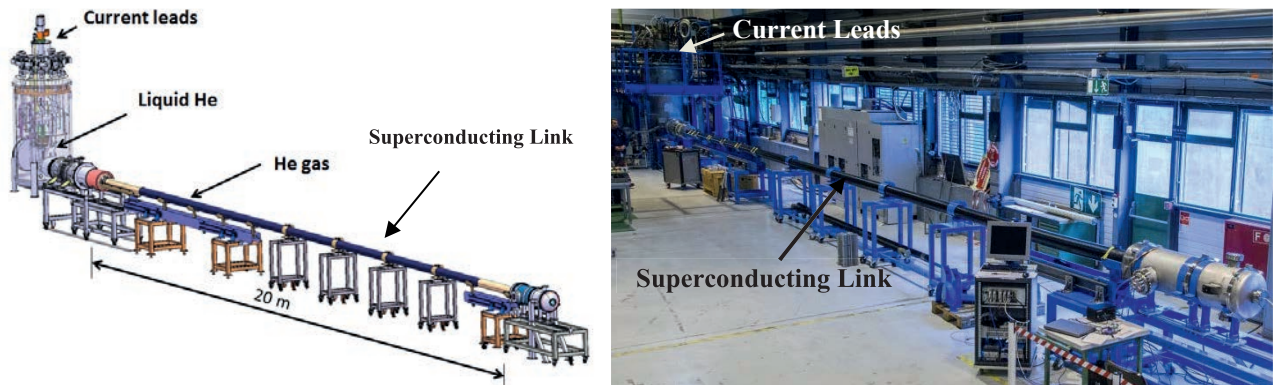 Current leads
Liquid He
Superconducting Link
He gas
20 m
Current Leads
Superconducting Link